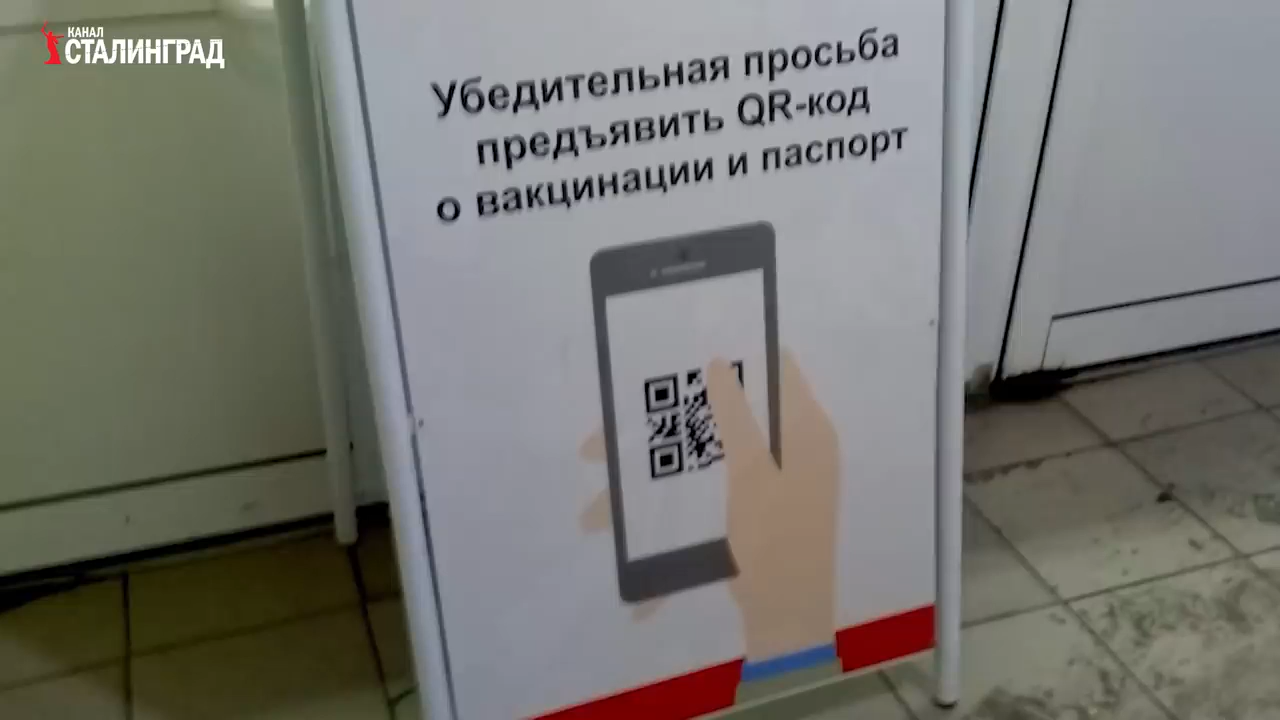 КАНАЛ
СТАЛИНГРАД
Убедительная просьба
предъявить QR-код
о вакцинации и паспорт